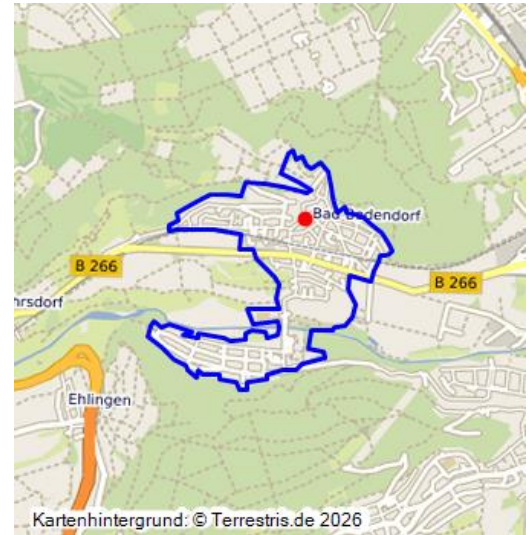 Bad Bodendorf
B 266
B 266
hrsdorf
Ehlingen
Kartenhintergrund: © Terrestris.de 2026